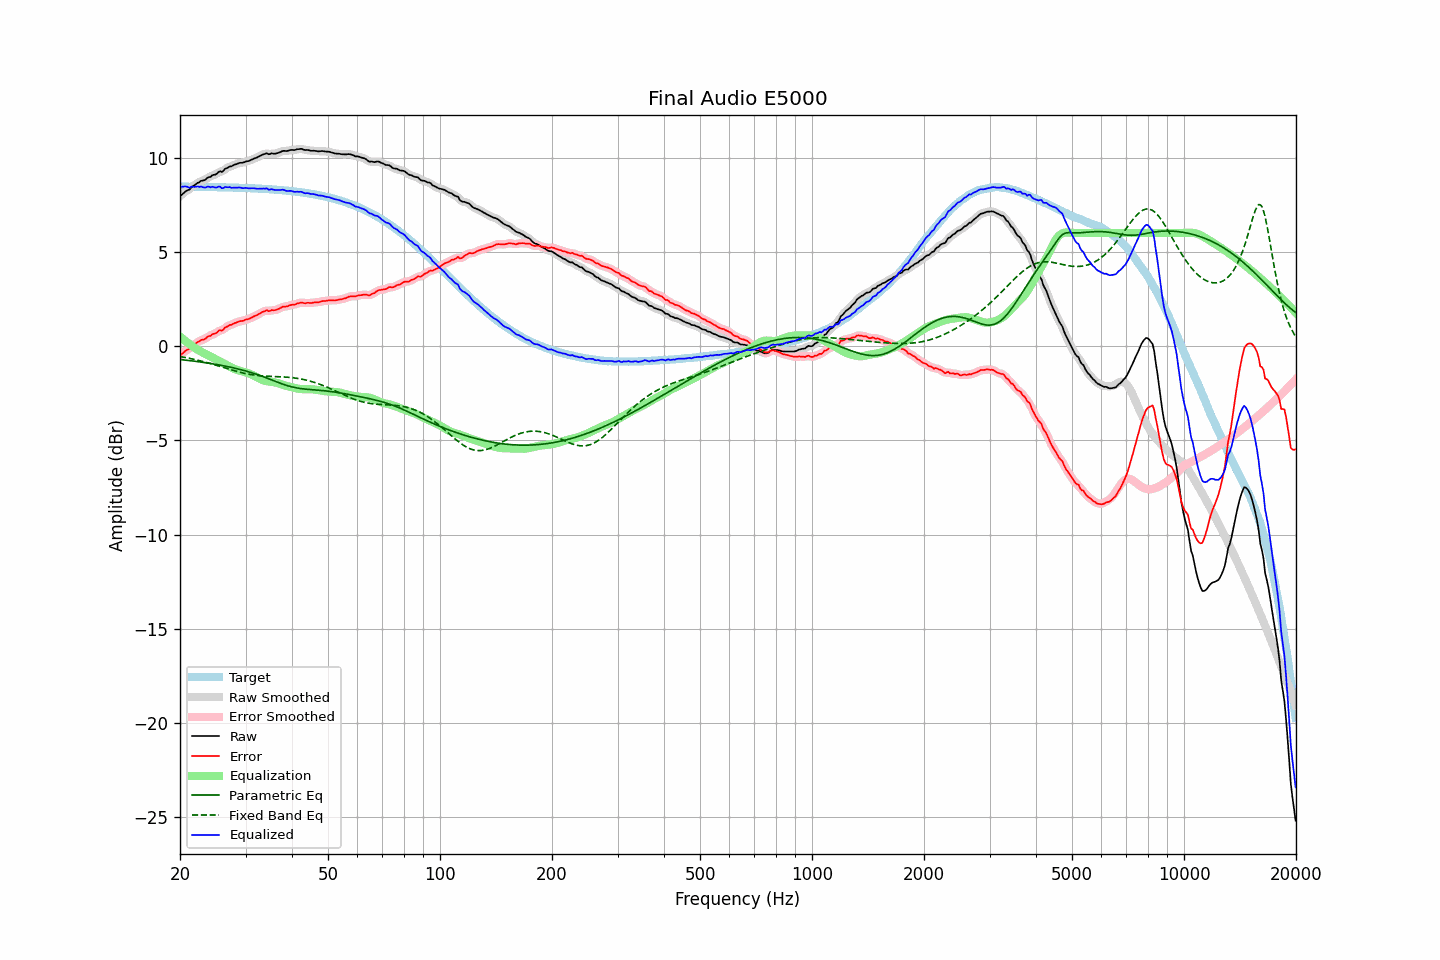 Final Audio E5000
10
5
0
−5
−10
−15
−20
−25
Amplitude (dBr)
Target
Raw Smoothed
Error Smoothed
Raw
Error
Equalization
Parametric Eq
Fixed Band Eq
Equalized
20 50 100 200 500 1000 2000 5000 10000 20000
Frequency (Hz)